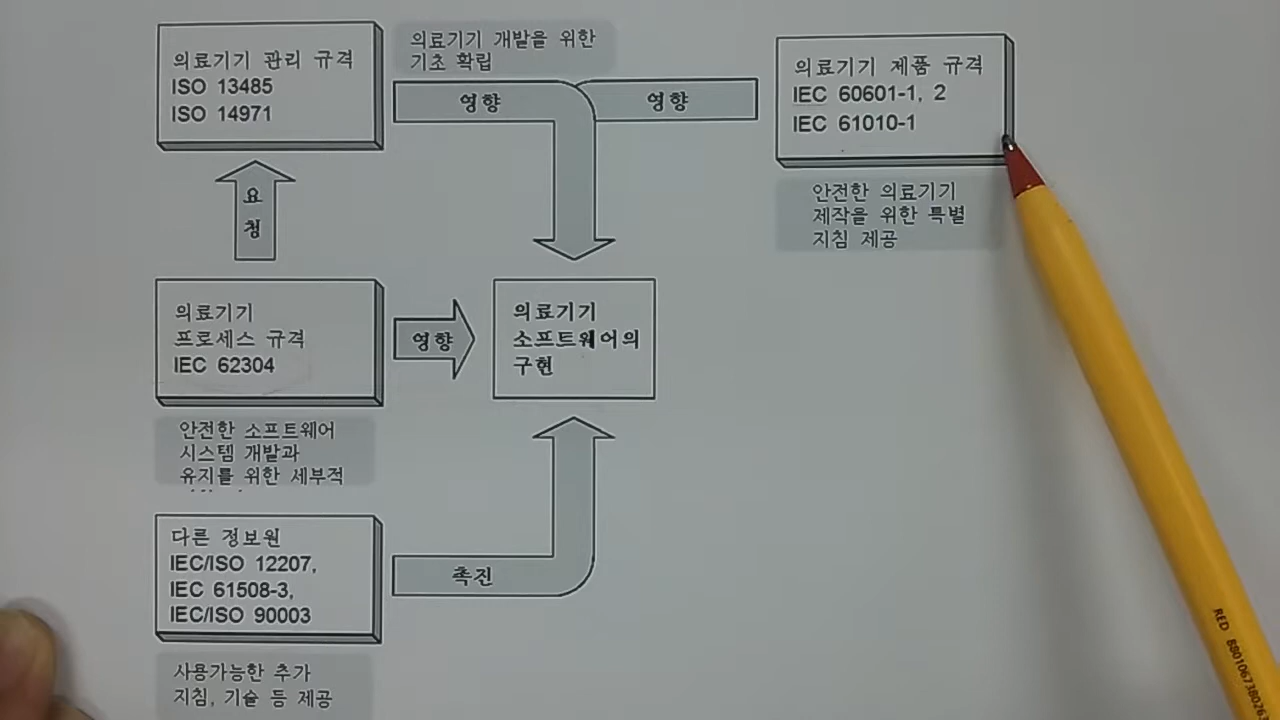 의료기기 관리 규격
ISO 13485
ISO 14971
의료기기 개발을 위한
기초 확립
영향
영향
의료기기 제품 규격
IEC 60601-1, 2
IEC 61010-1
안전한 의료기기
제작을 위한 특별
지침 제공
요
청
의료기기
프로세스 규격
IEC 62304
영향
의료기기
소프트웨어의
구현
안전한 소프트웨어
시스템 개발과
유지를 위한 세부적
다른 정보원
IEC/ISO 12207,
IEC 61508-3,
IEC/ISO 90003
촉진
사용가능한 추가
지침, 기술 등 제공
RED